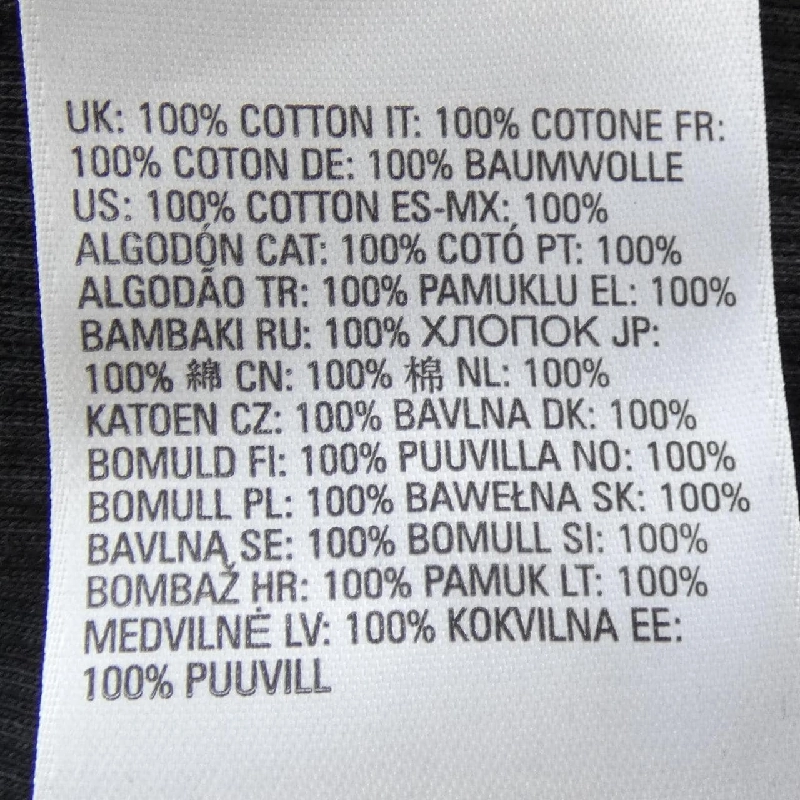 UK: 100% COTTON IT: 100% COTONE FR:
100% COTON DE: 100% BAUMWOLLE
US: 100% COTTON ES-MX: 100%
ALGODÓN CAT: 100% COTÓ PT: 100%
ALGODÃO TR: 100% PAMUKLU EL: 100%
BAMBAKI RU: 100% ХЛОПОК JP:
100% 綿 CN: 100% 棉 NL: 100%
KATOEN CZ: 100% BAVLNA DK: 100%
BOMULD FI: 100% PUUVILLA NO: 100%
BOMULL PL: 100% BAWEŁNA SK: 100%
BAVLNA SE: 100% BOMULL SI: 100%
BOMBAŽ HR: 100% PAMUK LT: 100%
MEDVILNĖ LV: 100% KOKVILNA EE:
100% PUUVILL